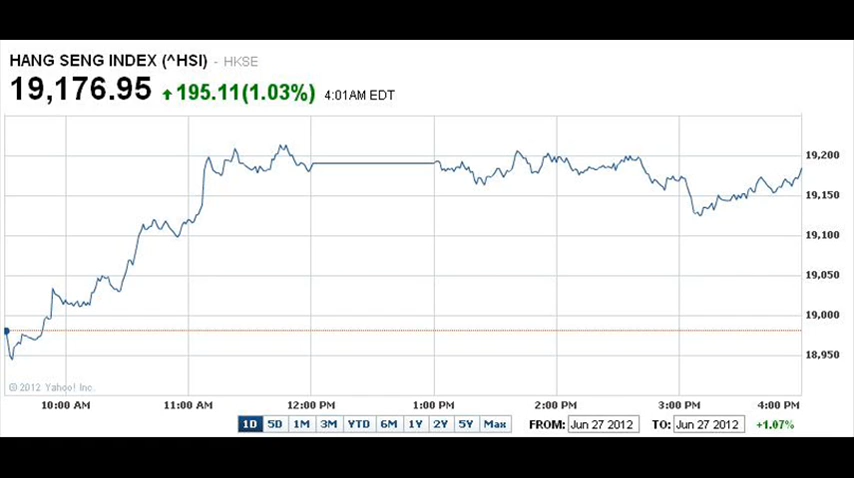 HANG SENG INDEX (^HSI) - HKSE
19,176.95 195.11(1.03%) 4:01AM EDT
19,200
19,150
19,100
19,050
19,000
18,950
© 2012 Yahoo! Inc.
10:00 AM 11:00 AM 12:00 PM 1:00 PM 2:00 PM 3:00 PM 4:00 PM
1D 5D 1M 3M YTD 6M 1Y 2Y 5Y Max FROM: Jun 27 2012 TO: Jun 27 2012 +1.07%